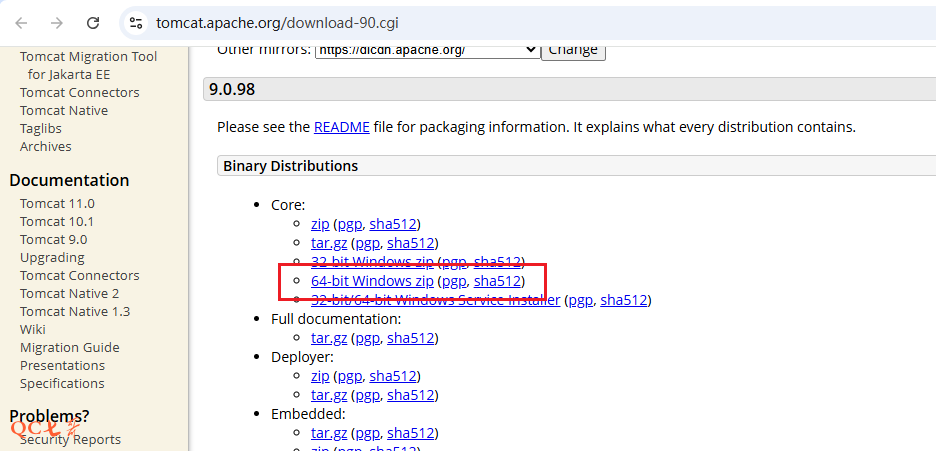 tomcat.apache.org/download-90.cgi
Tomcat Migration Tool
for Jakarta EE
Tomcat Connectors
Tomcat Native
Taglibs
Archives
Documentation
Tomcat 11.0
Tomcat 10.1
Tomcat 9.0
Upgrading
Tomcat Connectors
Tomcat Native 2
Tomcat Native 1.3
Wiki
Migration Guide
Presentations
Specifications
Problems?
Security Reports
Other mirrors: https://dlcdn.apache.org/ Change
9.0.98
Please see the README file for packaging information. It explains what every distribution contains.
Binary Distributions
Core:
zip (pgp, sha512)
tar.gz (pgp, sha512)
32-bit Windows zip (pgp, sha512)
64-bit Windows zip (pgp, sha512)
32-bit/64-bit Windows Service Installer (pgp, sha512)
Full documentation:
tar.gz (pgp, sha512)
Deployer:
zip (pgp, sha512)
tar.gz (pgp, sha512)
Embedded:
tar.gz (pgp, sha512)
zip (pgp, sha512)